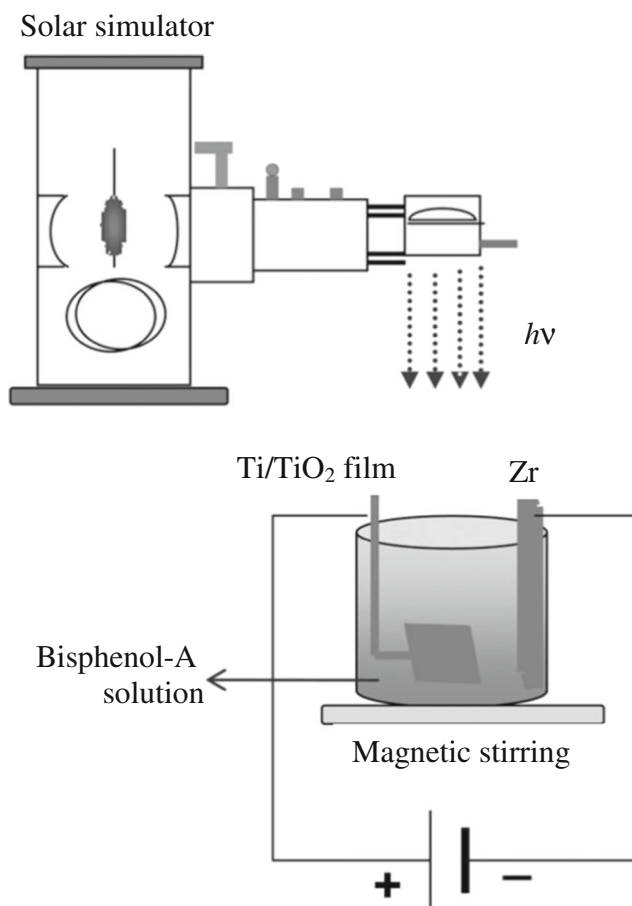 Solar simulator
hν
Ti/TiO₂ film
Zr
Bisphenol-A
solution
Magnetic stirring
+ −